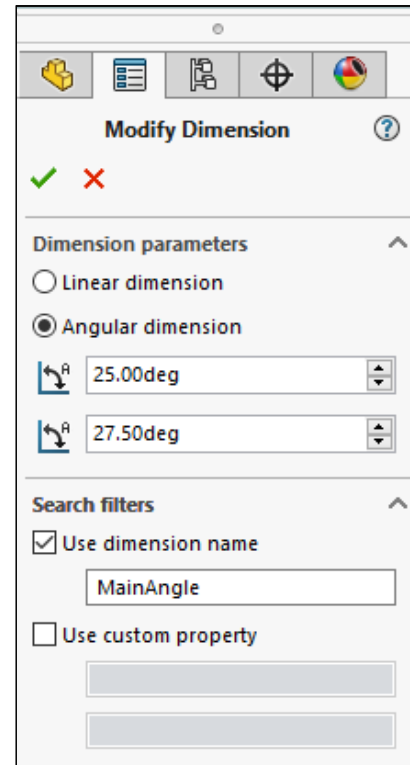 Modify Dimension
?
Dimension parameters
Linear dimension
Angular dimension
A
25.00deg
A
27.50deg
Search filters
Use dimension name
MainAngle
Use custom property